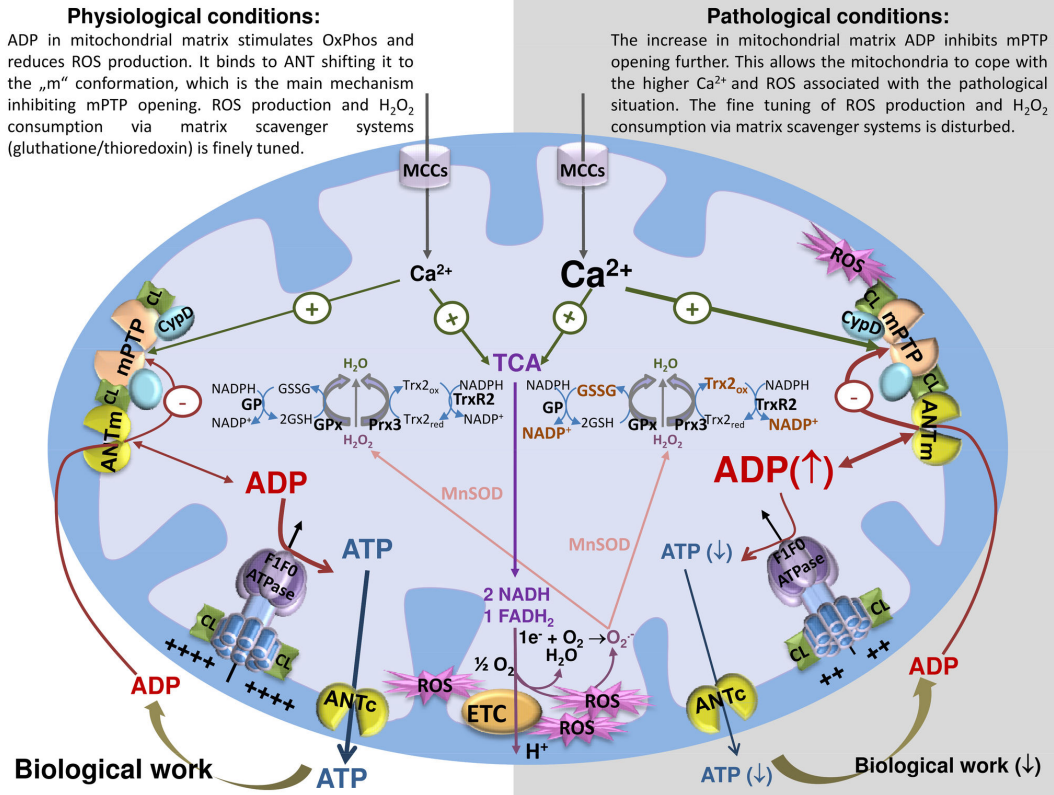 Physiological conditions:
ADP in mitochondrial matrix stimulates OxPhos and
reduces ROS production. It binds to ANT shifting it to
the „m“ conformation, which is the main mechanism
inhibiting mPTP opening. ROS production and H₂O₂
consumption via matrix scavenger systems
(gluthatione/thioredoxin) is finely tuned.
Pathological conditions:
The increase in mitochondrial matrix ADP inhibits mPTP
opening further. This allows the mitochondria to cope with
the higher Ca²⁺ and ROS associated with the pathological
situation. The fine tuning of ROS production and H₂O₂
consumption via matrix scavenger systems is disturbed.
MCCs
MCCs
Ca²⁺
Ca²⁺
ROS
CL
CypD
mPTP
CL
ANTm
CL
CypD
mPTP
CL
ANTm
+
+
+
+
-
-
TCA
H₂O
NADPH
GSSG
Trx2ox
NADPH
GP
TrxR2
NADP⁺
2GSH
GPx
Prx3
Trx2red
NADP⁺
H₂O₂
H₂O
NADPH
GSSG
Trx2ox
NADPH
GP
TrxR2
NADP⁺
2GSH
GPx
Prx3
Trx2red
NADP⁺
H₂O₂
MnSOD
MnSOD
ADP
ADP(↑)
ATP
ATP (↓)
F1F0
ATPase
F1F0
ATPase
CL
CL
CL
CL
++++
++++
++
++
2 NADH
1 FADH₂
1e⁻ + O₂ → O₂·⁻
H₂O
½ O₂
ROS
ROS
ROS
ETC
H⁺
ADP
ADP
ANTc
ANTc
Biological work
ATP
ATP (↓)
Biological work (↓)